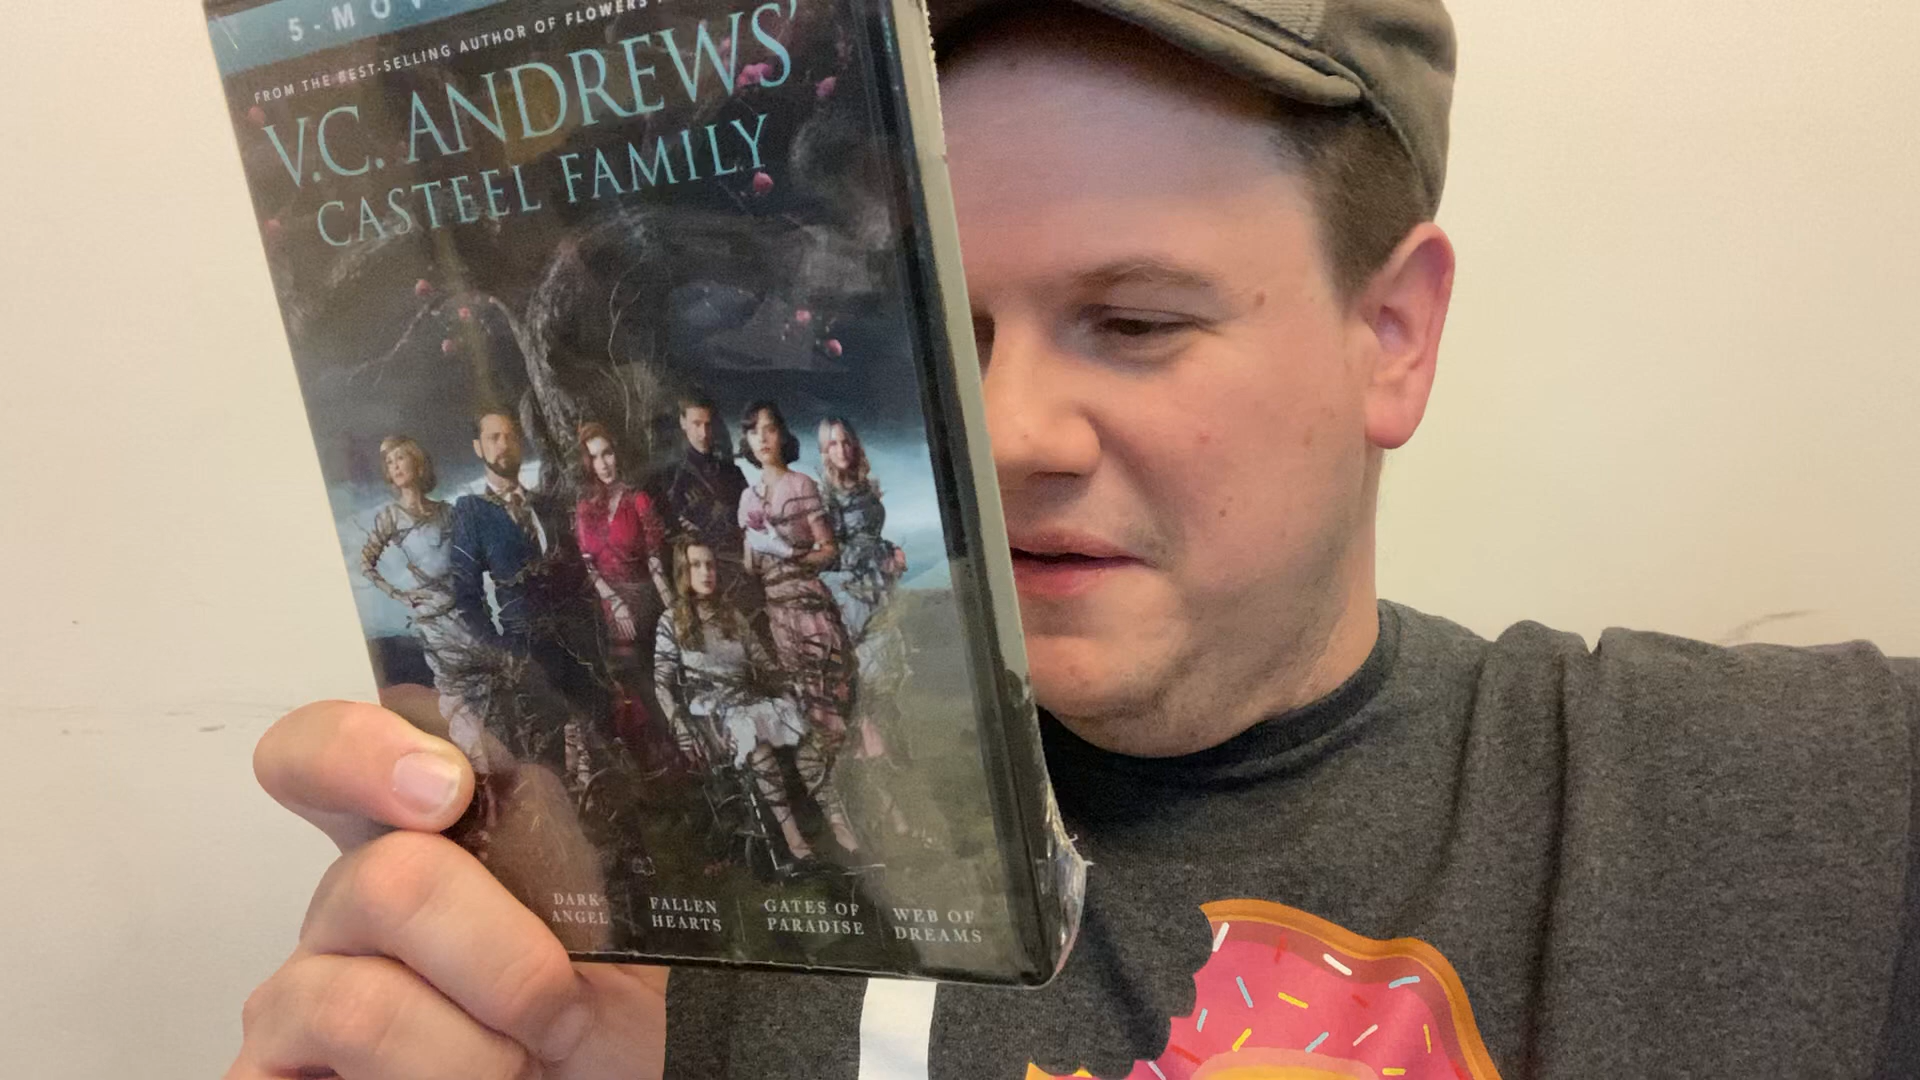 5-MOV
FROM THE BEST-SELLING AUTHOR OF FLOWERS
V.C. ANDREWS'
CASTEEL FAMILY
DARK
ANGEL
FALLEN
HEARTS
GATES OF
PARADISE
WEB OF
DREAMS